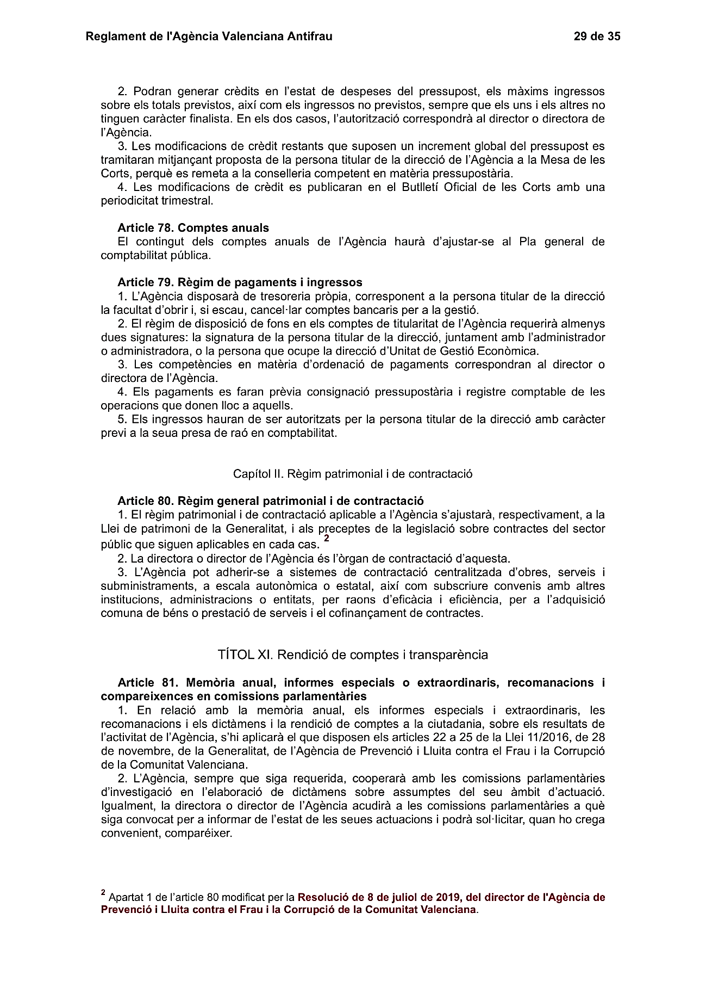 Reglament de l'Agència Valenciana Antifrau 29 de 35
2. Podran generar crèdits en l’estat de despeses del pressupost, els màxims ingressos
sobre els totals previstos, així com els ingressos no previstos, sempre que els uns i els altres no
tinguen caràcter finalista. En els dos casos, l’autorització correspondrà al director o directora de
l’Agència.
3. Les modificacions de crèdit restants que suposen un increment global del pressupost es
tramitaran mitjançant proposta de la persona titular de la direcció de l’Agència a la Mesa de les
Corts, perquè es remeta a la conselleria competent en matèria pressupostària.
4. Les modificacions de crèdit es publicaran en el Butlletí Oficial de les Corts amb una
periodicitat trimestral.
Article 78. Comptes anuals
El contingut dels comptes anuals de l’Agència haurà d’ajustar-se al Pla general de
comptabilitat pública.
Article 79. Règim de pagaments i ingressos
1. L’Agència disposarà de tresoreria pròpia, corresponent a la persona titular de la direcció
la facultat d’obrir i, si escau, cancel·lar comptes bancaris per a la gestió.
2. El règim de disposició de fons en els comptes de titularitat de l’Agència requerirà almenys
dues signatures: la signatura de la persona titular de la direcció, juntament amb l’administrador
o administradora, o la persona que ocupe la direcció d’Unitat de Gestió Econòmica.
3. Les competències en matèria d’ordenació de pagaments correspondran al director o
directora de l’Agència.
4. Els pagaments es faran prèvia consignació pressupostària i registre comptable de les
operacions que donen lloc a aquells.
5. Els ingressos hauran de ser autoritzats per la persona titular de la direcció amb caràcter
previ a la seua presa de raó en comptabilitat.
Capítol II. Règim patrimonial i de contractació
Article 80. Règim general patrimonial i de contractació
1. El règim patrimonial i de contractació aplicable a l’Agència s’ajustarà, respectivament, a la
Llei de patrimoni de la Generalitat, i als preceptes de la legislació sobre contractes del sector
públic que siguen aplicables en cada cas. 2
2. La directora o director de l’Agència és l’òrgan de contractació d’aquesta.
3. L’Agència pot adherir-se a sistemes de contractació centralitzada d’obres, serveis i
subministraments, a escala autonòmica o estatal, així com subscriure convenis amb altres
institucions, administracions o entitats, per raons d’eficàcia i eficiència, per a l’adquisició
comuna de béns o prestació de serveis i el cofinançament de contractes.
TÍTOL XI. Rendició de comptes i transparència
Article 81. Memòria anual, informes especials o extraordinaris, recomanacions i
compareixences en comissions parlamentàries
1. En relació amb la memòria anual, els informes especials i extraordinaris, les
recomanacions i els dictàmens i la rendició de comptes a la ciutadania, sobre els resultats de
l’activitat de l’Agència, s’hi aplicarà el que disposen els articles 22 a 25 de la Llei 11/2016, de 28
de novembre, de la Generalitat, de l’Agència de Prevenció i Lluita contra el Frau i la Corrupció
de la Comunitat Valenciana.
2. L’Agència, sempre que siga requerida, cooperarà amb les comissions parlamentàries
d’investigació en l’elaboració de dictàmens sobre assumptes del seu àmbit d’actuació.
Igualment, la directora o director de l’Agència acudirà a les comissions parlamentàries a què
siga convocat per a informar de l’estat de les seues actuacions i podrà sol·licitar, quan ho crega
convenient, comparéixer.
2 Apartat 1 de l’article 80 modificat per la Resolució de 8 de juliol de 2019, del director de l'Agència de
Prevenció i Lluita contra el Frau i la Corrupció de la Comunitat Valenciana.